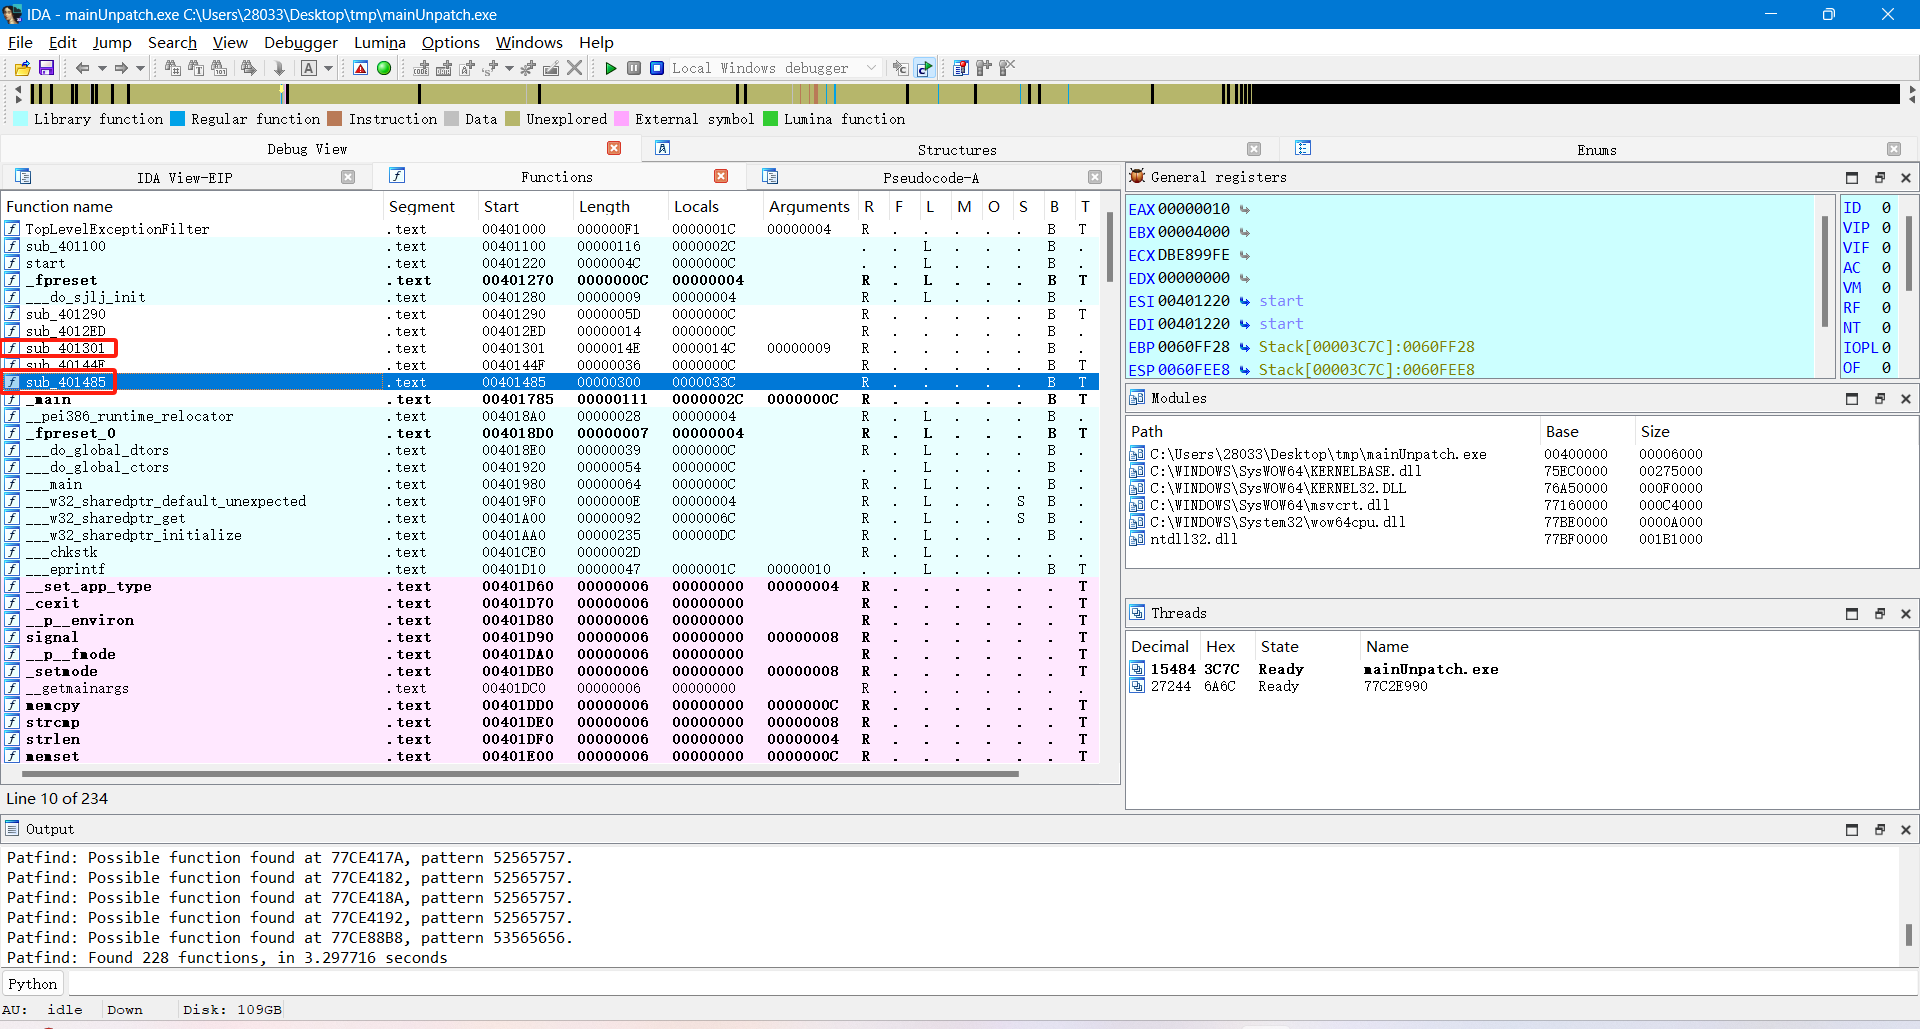 IDA - mainUnpatch.exe C:\Users\28033\Desktop\tmp\mainUnpatch.exe
File Edit Jump Search View Debugger Lumina Options Windows Help
Local Windows debugger
Library function Regular function Instruction Data Unexplored External symbol Lumina function
Debug View Structures Enums
IDA View-EIP Functions Pseudocode-A
Function name Segment Start Length Locals Arguments R F L M O S B T
TopLevelExceptionFilter .text 00401000 000000F1 0000001C 00000004 R . . . . . B T
sub_401100 .text 00401100 00000116 0000002C . . L . . . B .
start .text 00401220 0000004C 0000000C . . L . . . B .
_fpreset .text 00401270 0000000C 00000004 R . L . . . B T
___do_sjlj_init .text 00401280 00000009 00000004 R . L . . . B .
sub_401290 .text 00401290 0000005D 0000000C R . . . . . B T
sub_4012ED .text 004012ED 00000014 0000000C R . . . . . B .
sub_401301 .text 00401301 0000014E 0000014C 00000009 R . . . . . B .
sub_40144F .text 0040144F 00000036 0000000C R . . . . . B T
sub_401485 .text 00401485 00000300 0000033C R . . . . . B T
_main .text 00401785 00000111 0000002C 0000000C R . . . . . B T
__pei386_runtime_relocator .text 004018A0 00000028 00000004 R . L . . . B .
_fpreset_0 .text 004018D0 00000007 00000004 R . L . . . B T
___do_global_dtors .text 004018E0 00000039 0000000C R . L . . . B .
___do_global_ctors .text 00401920 00000054 0000000C . . L . . . B .
___main .text 00401980 00000064 0000000C R . L . . . B .
___w32_sharedptr_default_unexpected .text 004019F0 0000000E 00000004 R . L . . S B .
___w32_sharedptr_get .text 00401A00 00000092 0000006C R . L . . S B .
___w32_sharedptr_initialize .text 00401AA0 00000235 000000DC R . L . . . B .
___chkstk .text 00401CE0 0000002D R . L . . . . .
___eprintf .text 00401D10 00000047 0000001C 00000010 R . L . . . B T
__set_app_type .text 00401D60 00000006 00000000 00000004 R . . . . . . T
_cexit .text 00401D70 00000006 00000000 R . . . . . . T
__p__environ .text 00401D80 00000006 00000000 R . . . . . . T
signal .text 00401D90 00000006 00000000 00000008 R . . . . . . T
__p__fmode .text 00401DA0 00000006 00000000 R . . . . . . T
_setmode .text 00401DB0 00000006 00000000 00000008 R . . . . . . T
__getmainargs .text 00401DC0 00000006 00000000 R . . . . . . .
memcpy .text 00401DD0 00000006 00000000 0000000C R . . . . . . T
strcmp .text 00401DE0 00000006 00000000 00000008 R . . . . . . T
strlen .text 00401DF0 00000006 00000000 00000004 R . . . . . . T
memset .text 00401E00 00000006 00000000 0000000C R . . . . . . T
Line 10 of 234
General registers
EAX 00000010
EBX 00004000
ECX DBE899FE
EDX 00000000
ESI 00401220 start
EDI 00401220 start
EBP 0060FF28 Stack[00003C7C]:0060FF28
ESP 0060FEE8 Stack[00003C7C]:0060FEE8
ID 0
VIP 0
VIF 0
AC 0
VM 0
RF 0
NT 0
IOPL 0
OF 0
Modules
Path Base Size
C:\Users\28033\Desktop\tmp\mainUnpatch.exe 00400000 00006000
C:\WINDOWS\SysWOW64\KERNELBASE.dll 75EC0000 00275000
C:\WINDOWS\SysWOW64\KERNEL32.DLL 76A50000 000F0000
C:\WINDOWS\SysWOW64\msvcrt.dll 77160000 000C4000
C:\WINDOWS\System32\wow64cpu.dll 77BE0000 0000A000
ntdll32.dll 77BF0000 001B1000
Threads
Decimal Hex State Name
15484 3C7C Ready mainUnpatch.exe
27244 6A6C Ready 77C2E990
Output
Patfind: Possible function found at 77CE417A, pattern 52565757.
Patfind: Possible function found at 77CE4182, pattern 52565757.
Patfind: Possible function found at 77CE418A, pattern 52565757.
Patfind: Possible function found at 77CE4192, pattern 52565757.
Patfind: Possible function found at 77CE88B8, pattern 53565656.
Patfind: Found 228 functions, in 3.297716 seconds
Python
AU: idle Down Disk: 109GB